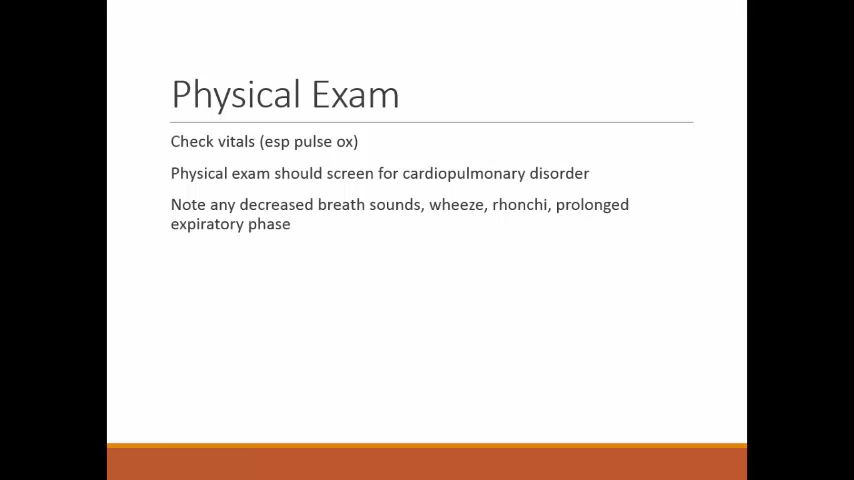 Physical Exam
Check vitals (esp pulse ox)
Physical exam should screen for cardiopulmonary disorder
Note any decreased breath sounds, wheeze, rhonchi, prolonged
expiratory phase